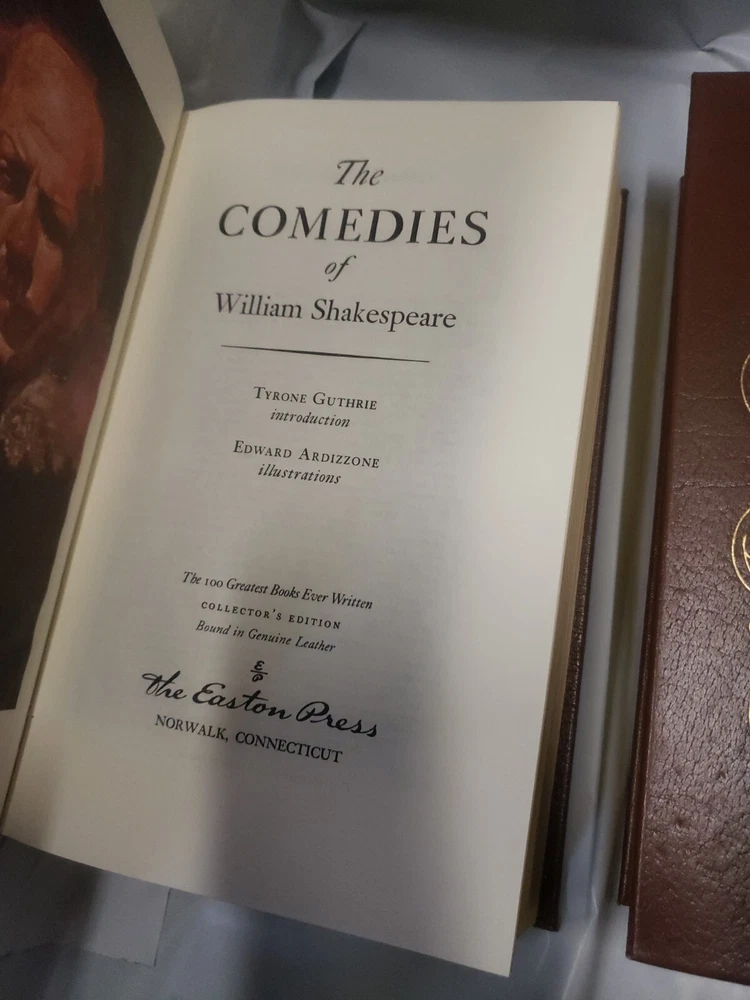 The
COMEDIES
of
William Shakespeare
TYRONE GUTHRIE
introduction
EDWARD ARDIZZONE
illustrations
The 100 Greatest Books Ever Written
COLLECTOR'S EDITION
Bound in Genuine Leather
E
P
The Easton Press
NORWALK, CONNECTICUT